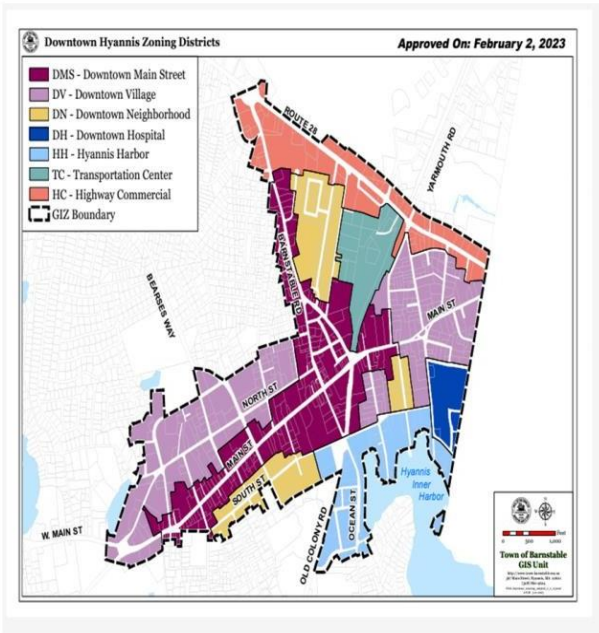 Downtown Hyannis Zoning Districts
Approved On: February 2, 2023
DMS - Downtown Main Street
DV - Downtown Village
DN - Downtown Neighborhood
DH - Downtown Hospital
HH - Hyannis Harbor
TC - Transportation Center
HC - Highway Commercial
GIZ Boundary
ROUTE 28
YARMOUTH RD
BARNSTABLE RD
BEARSES WAY
MAIN ST
NORTH ST
MAIN ST
SOUTH ST
W. MAIN ST
OLD COLONY RD
OCEAN ST
Hyannis
Inner
Harbor
Town of Barnstable
GIS Unit